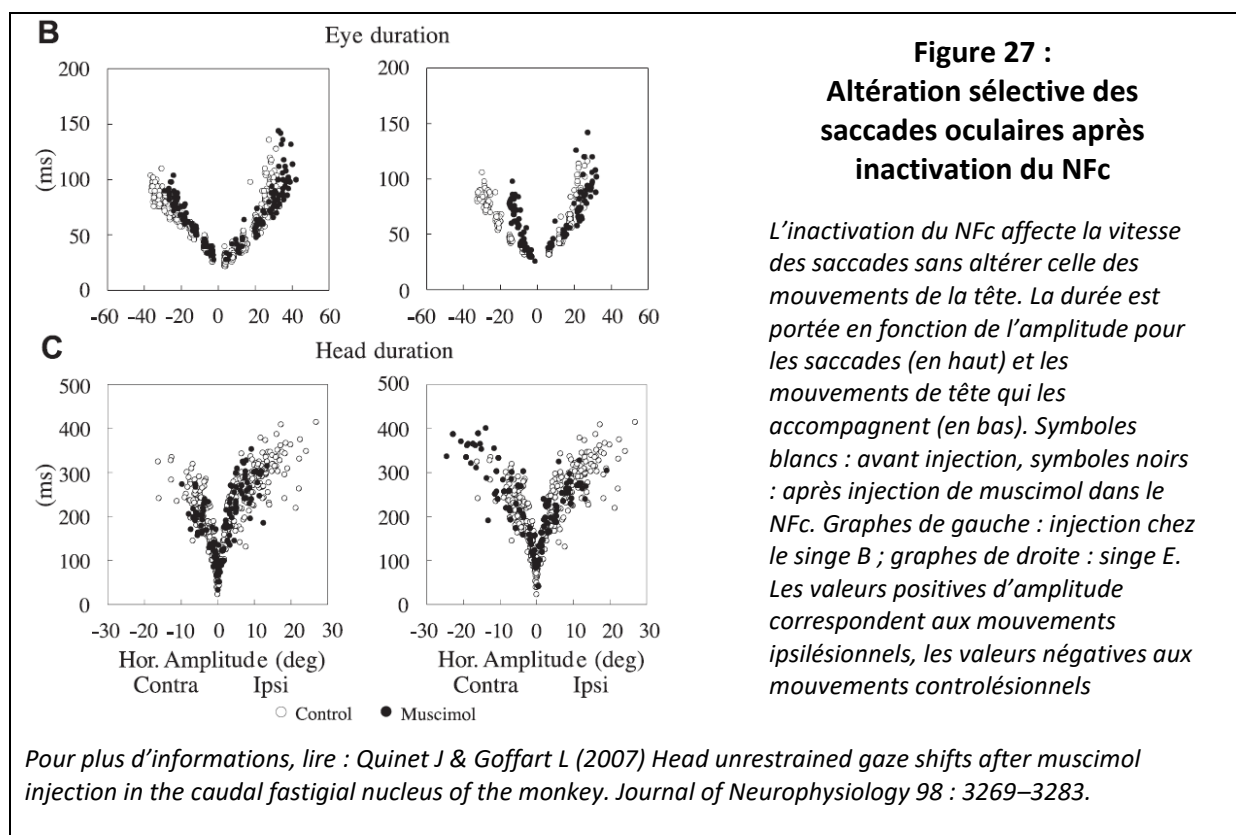 B
Eye duration
200
150
100
50
0
(ms)
-60 -40 -20 0 20 40 60
200
150
100
50
0
-60 -40 -20 0 20 40 60
C
Head duration
500
400
300
200
100
0
(ms)
-30 -20 -10 0 10 20 30
Hor. Amplitude (deg)
Contra Ipsi
500
400
300
200
100
0
-30 -20 -10 0 10 20 30
Hor. Amplitude (deg)
Contra Ipsi
Control Muscimol
Figure 27 :
Altération sélective des
saccades oculaires après
inactivation du NFc
L’inactivation du NFc affecte la vitesse
des saccades sans altérer celle des
mouvements de la tête. La durée est
portée en fonction de l’amplitude pour
les saccades (en haut) et les
mouvements de tête qui les
accompagnent (en bas). Symboles
blancs : avant injection, symboles noirs
: après injection de muscimol dans le
NFc. Graphes de gauche : injection chez
le singe B ; graphes de droite : singe E.
Les valeurs positives d’amplitude
correspondent aux mouvements
ipsilésionnels, les valeurs négatives aux
mouvements controlésionnels
Pour plus d’informations, lire : Quinet J & Goffart L (2007) Head unrestrained gaze shifts after muscimol
injection in the caudal fastigial nucleus of the monkey. Journal of Neurophysiology 98 : 3269–3283.